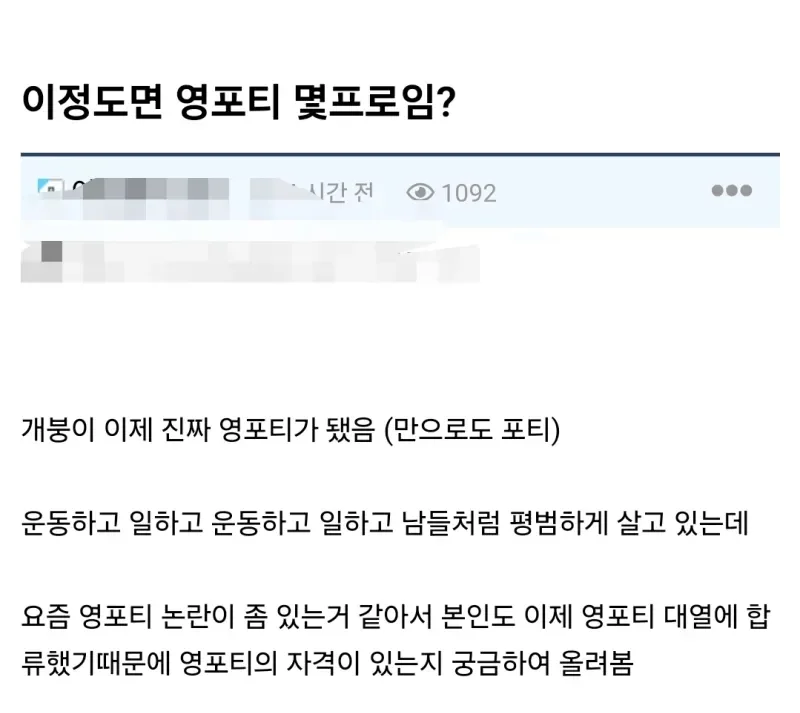 이정도면 영포티 몇프로임?
시간 전 1092
개붕이 이제 진짜 영포티가 됐음 (만으로도 포티)
운동하고 일하고 운동하고 일하고 남들처럼 평범하게 살고 있는데
요즘 영포티 논란이 좀 있는거 같아서 본인도 이제 영포티 대열에 합
류했기때문에 영포티의 자격이 있는지 궁금하여 올려봄